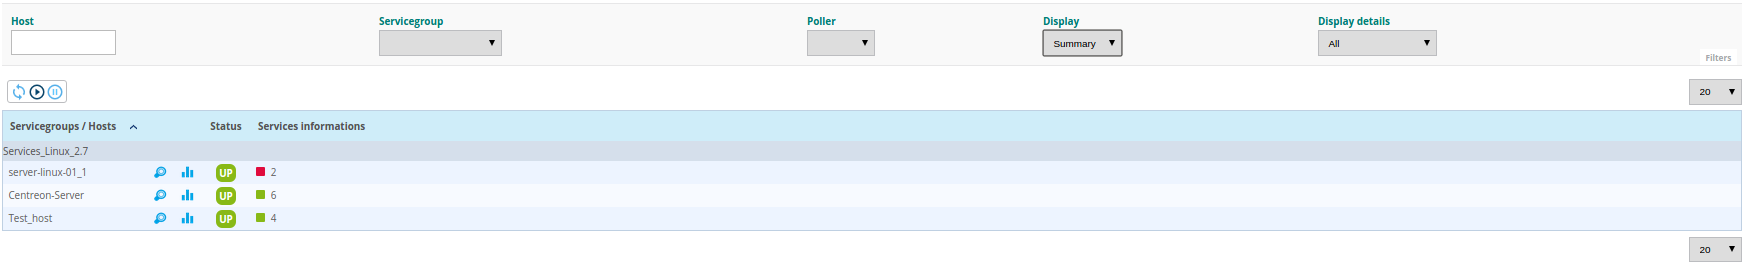 Host Servicegroup Poller Display Display details
Summary All
Filters
20
Servicegroups / Hosts Status Services informations
Services_Linux_2.7
server-linux-01_1 UP 2
Centreon-Server UP 6
Test_host UP 4
20